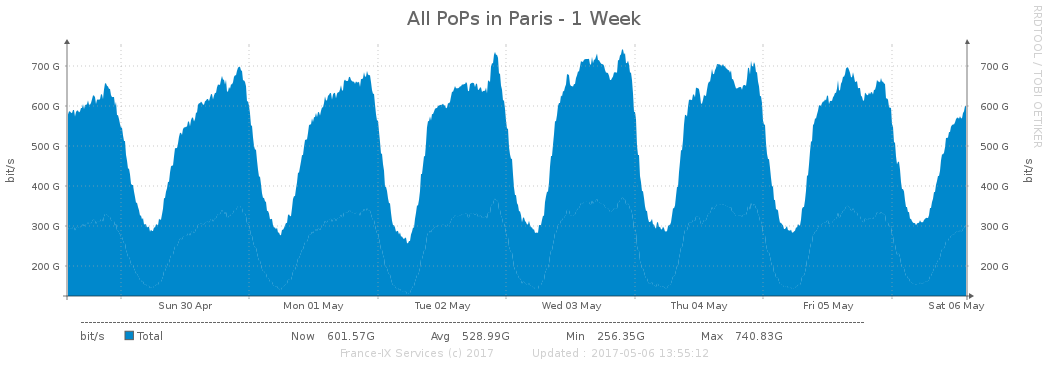 All PoPs in Paris - 1 Week
RRDTOOL / TOBI OETIKER
bit/s
bit/s
700 G 700 G
600 G 600 G
500 G 500 G
400 G 400 G
300 G 300 G
200 G 200 G
Sun 30 Apr Mon 01 May Tue 02 May Wed 03 May Thu 04 May Fri 05 May Sat 06 May
bit/s Total Now 601.57G Avg 528.99G Min 256.35G Max 740.83G
France-IX Services (c) 2017 Updated : 2017-05-06 13:55:12